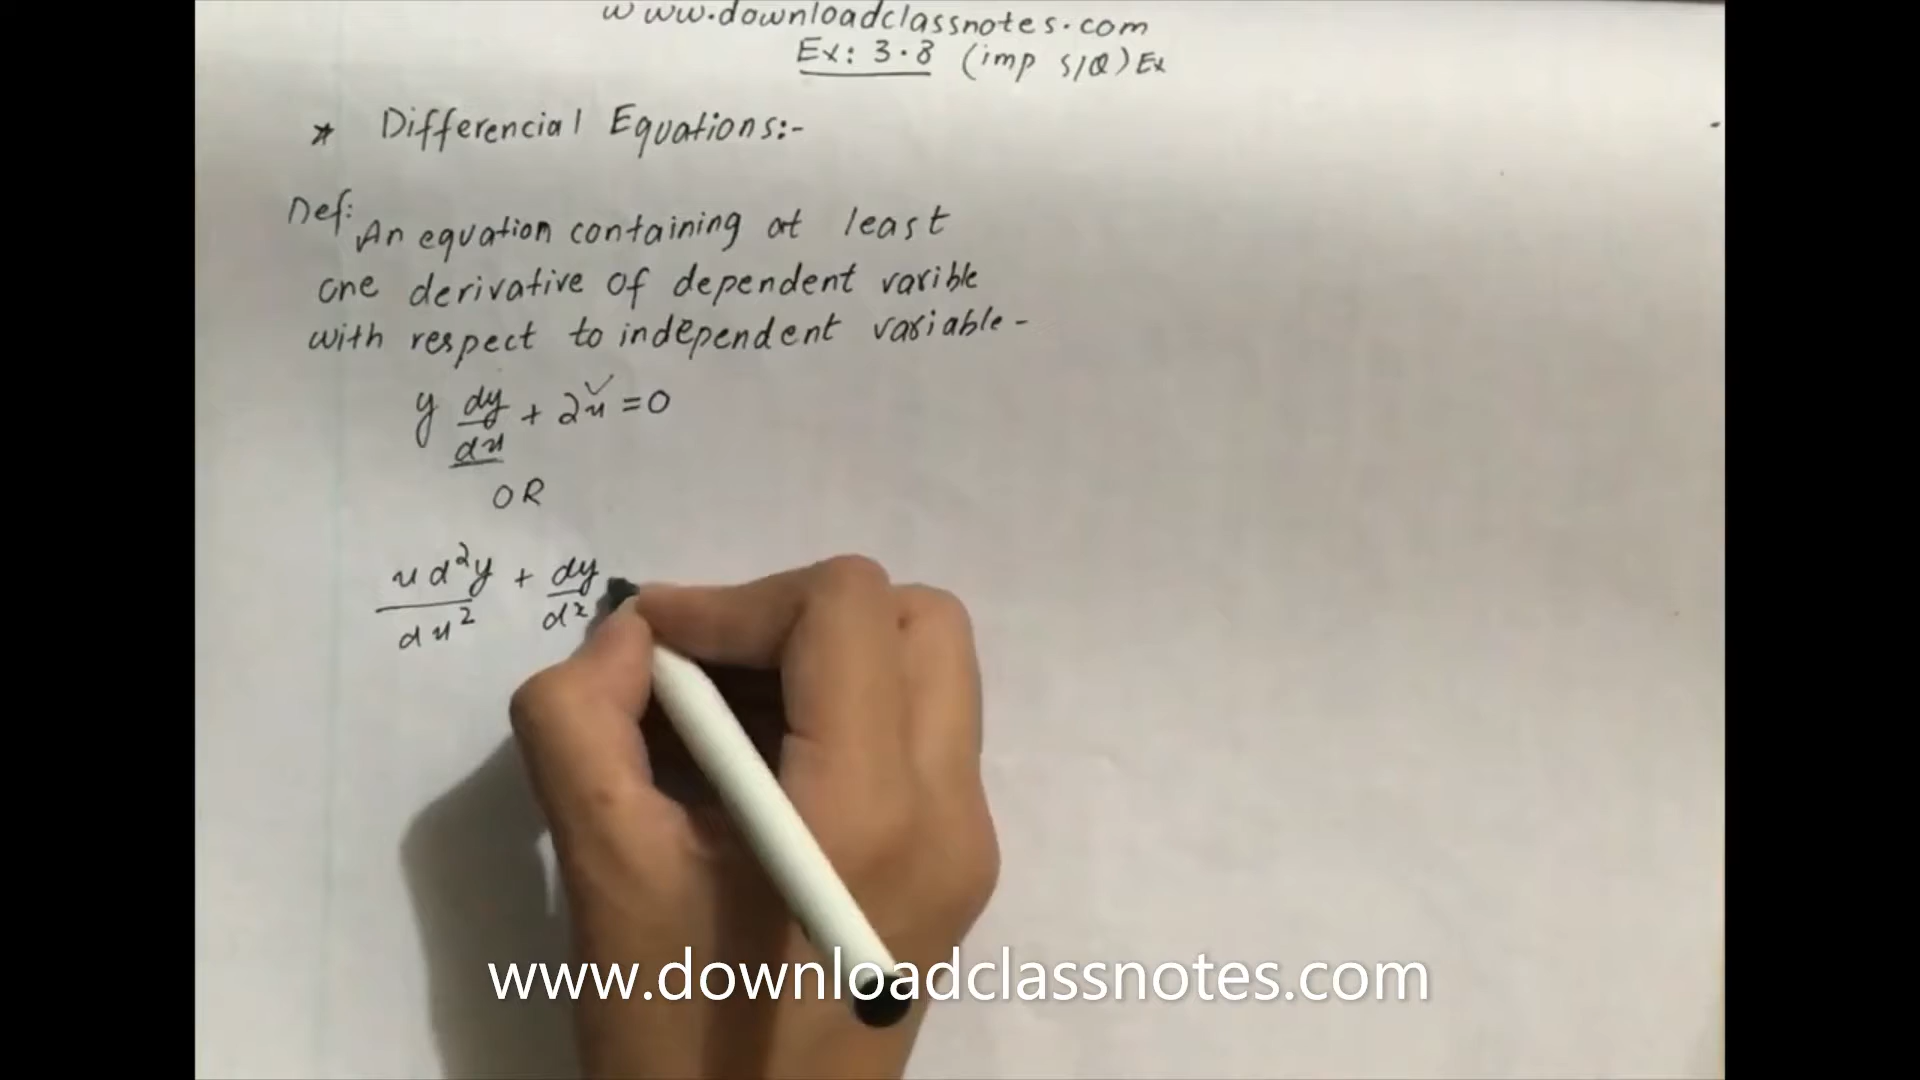 www.downloadclassnotes.com
Ex: 3.8 (imp S/Q) Ex
* Differencial Equations:-
Def: An equation containing at least
one derivative of dependent varible
with respect to independent variable -
y dy/dx + 2x = 0
OR
x d²y/dx² + dy/dx
www.downloadclassnotes.com